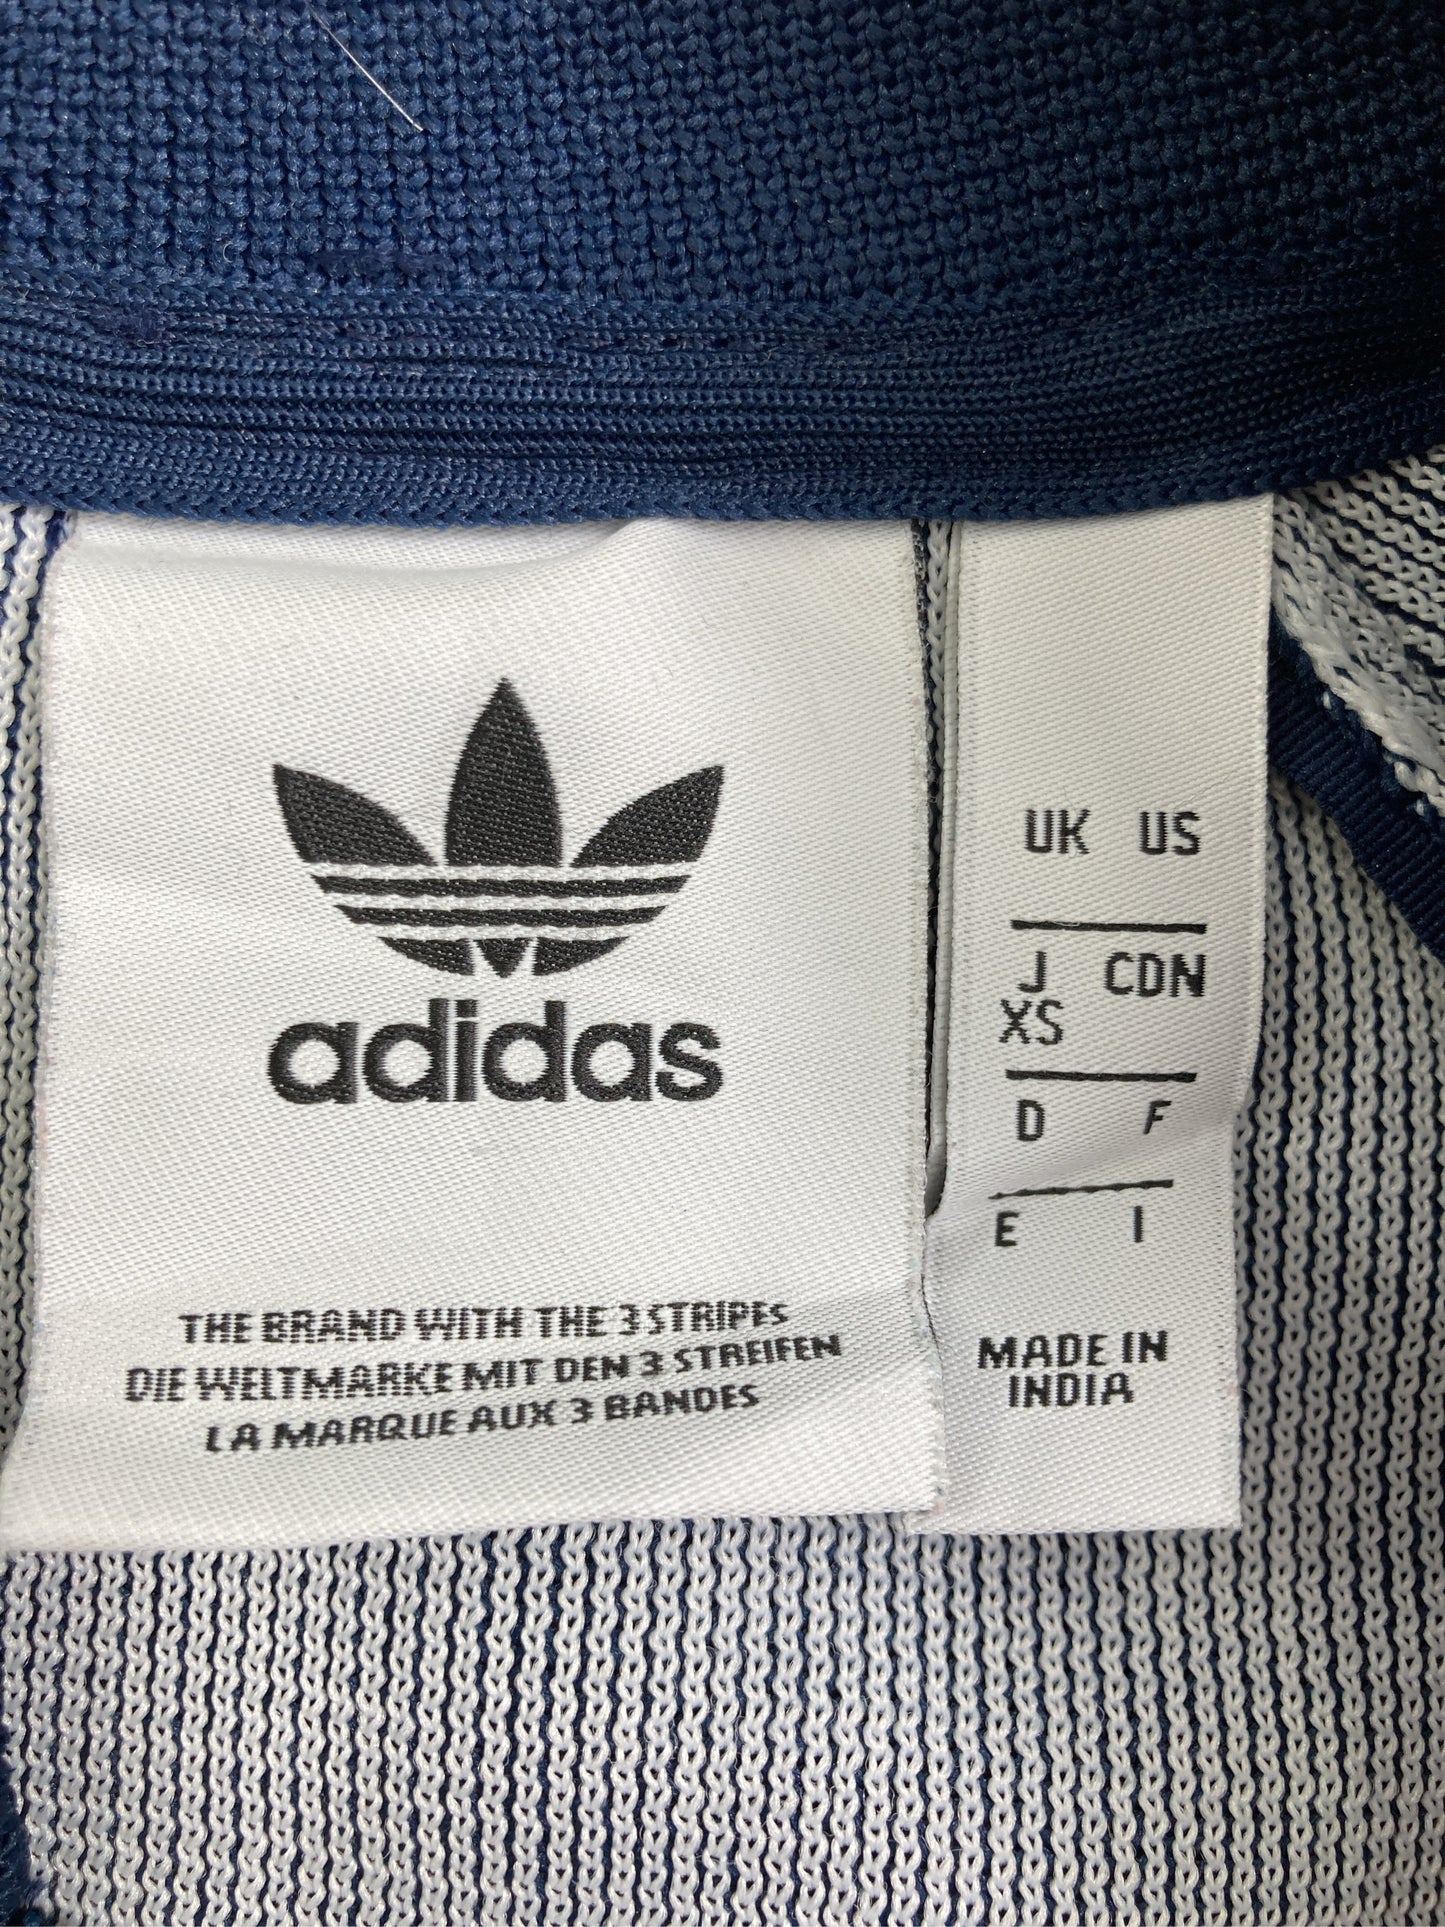 adidas
THE BRAND WITH THE 3 STRIPES
DIE WELTMARKE MIT DEN 3 STREIFEN
LA MARQUE AUX 3 BANDES
UK US
J CDN
XS
D F
E I
MADE IN
INDIA